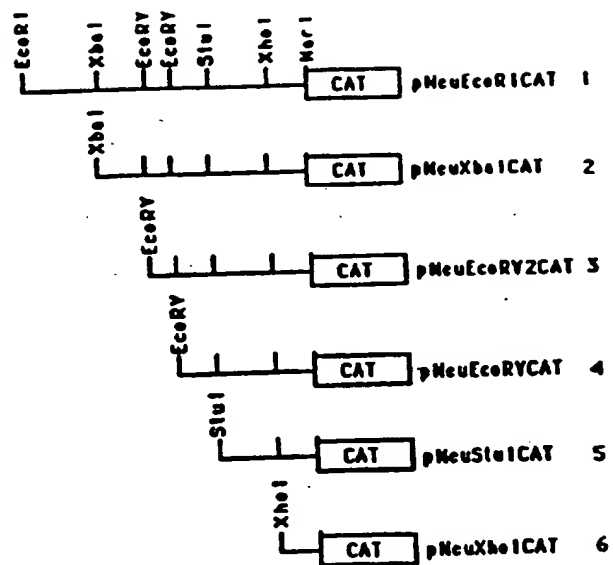 EcoRI XbaI EcoRV EcoRV StuI XhoI NarI
CAT pNeuEcoRICAT 1
XbaI
CAT pNeuXbaICAT 2
EcoRV
CAT pNeuEcoRV2CAT 3
EcoRV
CAT pNeuEcoRVCAT 4
StuI
CAT pNeuStuICAT 5
XhoI
CAT pNeuXhoICAT 6